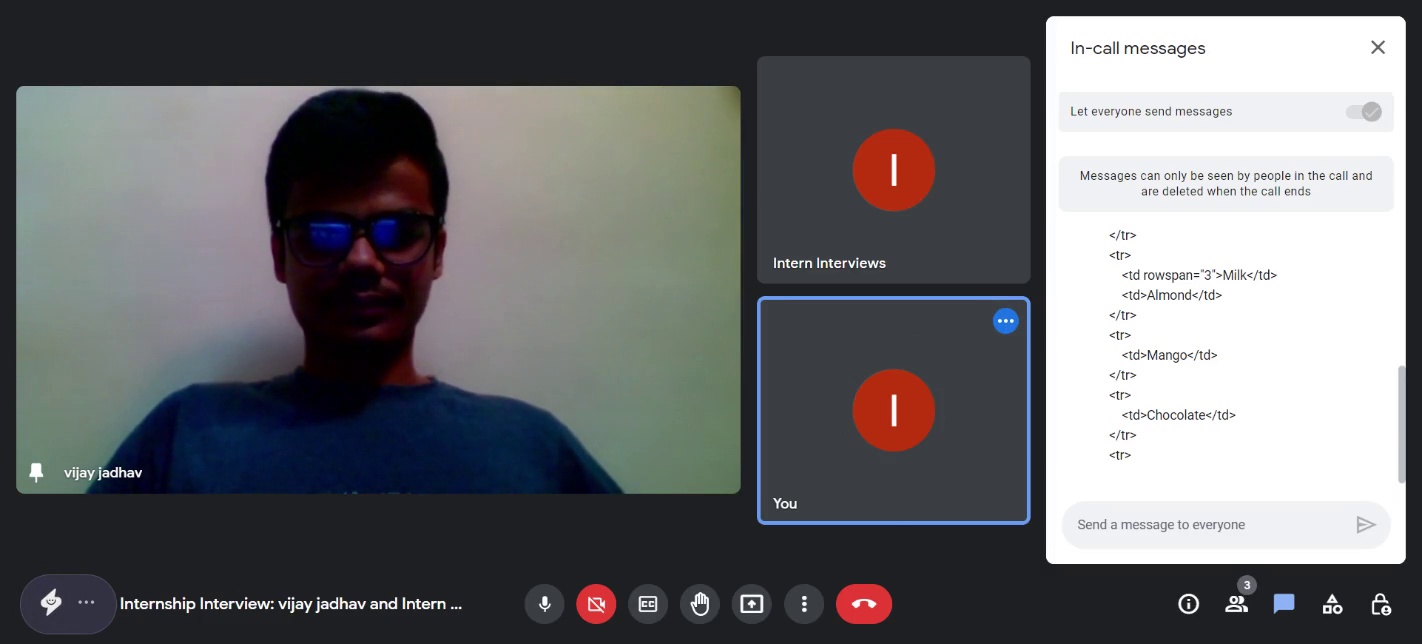 vijay jadhav
I
Intern Interviews
I
You
In-call messages
Let everyone send messages
Messages can only be seen by people in the call and
are deleted when the call ends
</tr>
<tr>
<td rowspan="3">Milk</td>
<td>Almond</td>
</tr>
<tr>
<td>Mango</td>
</tr>
<tr>
<td>Chocolate</td>
</tr>
<tr>
Send a message to everyone
Internship Interview: vijay jadhav and Intern ...
CC
3